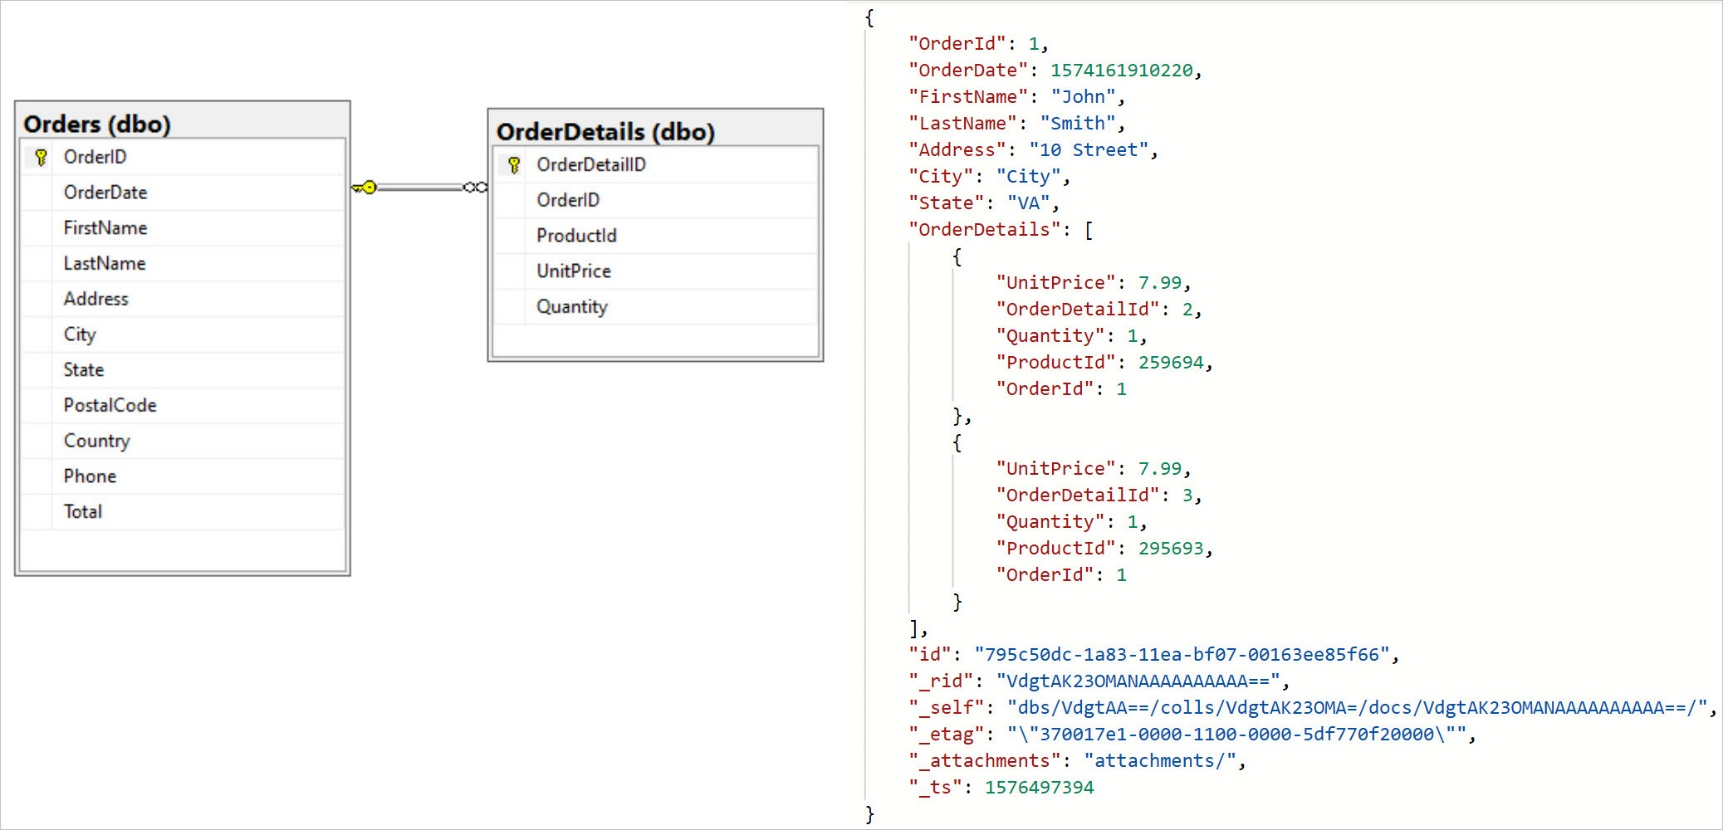 Orders (dbo)
OrderID
OrderDate
FirstName
LastName
Address
City
State
PostalCode
Country
Phone
Total
OrderDetails (dbo)
OrderDetailID
OrderID
ProductId
UnitPrice
Quantity
{
"OrderId": 1,
"OrderDate": 1574161910220,
"FirstName": "John",
"LastName": "Smith",
"Address": "10 Street",
"City": "City",
"State": "VA",
"OrderDetails": [
{
"UnitPrice": 7.99,
"OrderDetailId": 2,
"Quantity": 1,
"ProductId": 259694,
"OrderId": 1
},
{
"UnitPrice": 7.99,
"OrderDetailId": 3,
"Quantity": 1,
"ProductId": 295693,
"OrderId": 1
}
],
"id": "795c50dc-1a83-11ea-bf07-00163ee85f66",
"_rid": "VdgtAK23OMANAAAAAAAAAA==",
"_self": "dbs/VdgtAA==/colls/VdgtAK23OMA=/docs/VdgtAK23OMANAAAAAAAAAA==/",
"_etag": "\"370017e1-0000-1100-0000-5df770f20000\"",
"_attachments": "attachments/",
"_ts": 1576497394
}